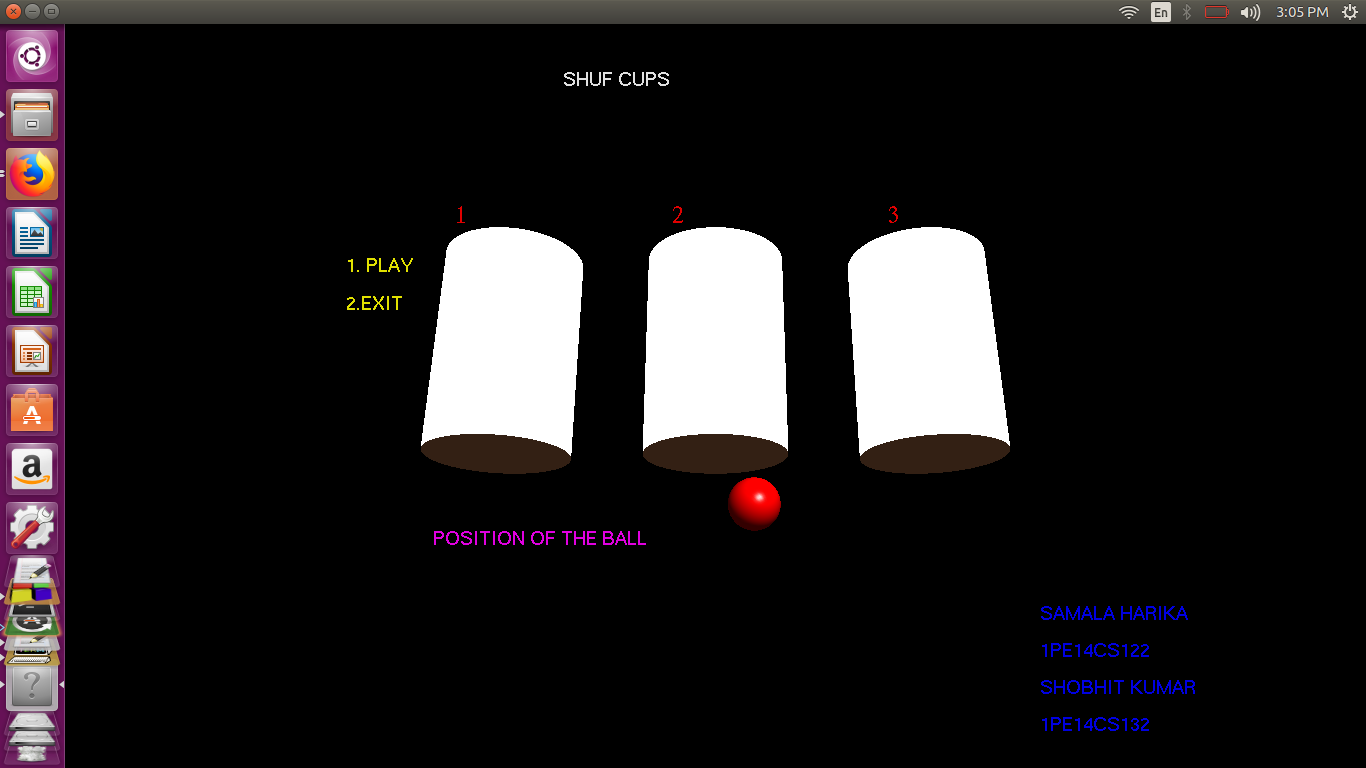 En
3:05 PM
SHUF CUPS
1
2
3
1. PLAY
2.EXIT
POSITION OF THE BALL
SAMALA HARIKA
1PE14CS122
SHOBHIT KUMAR
1PE14CS132